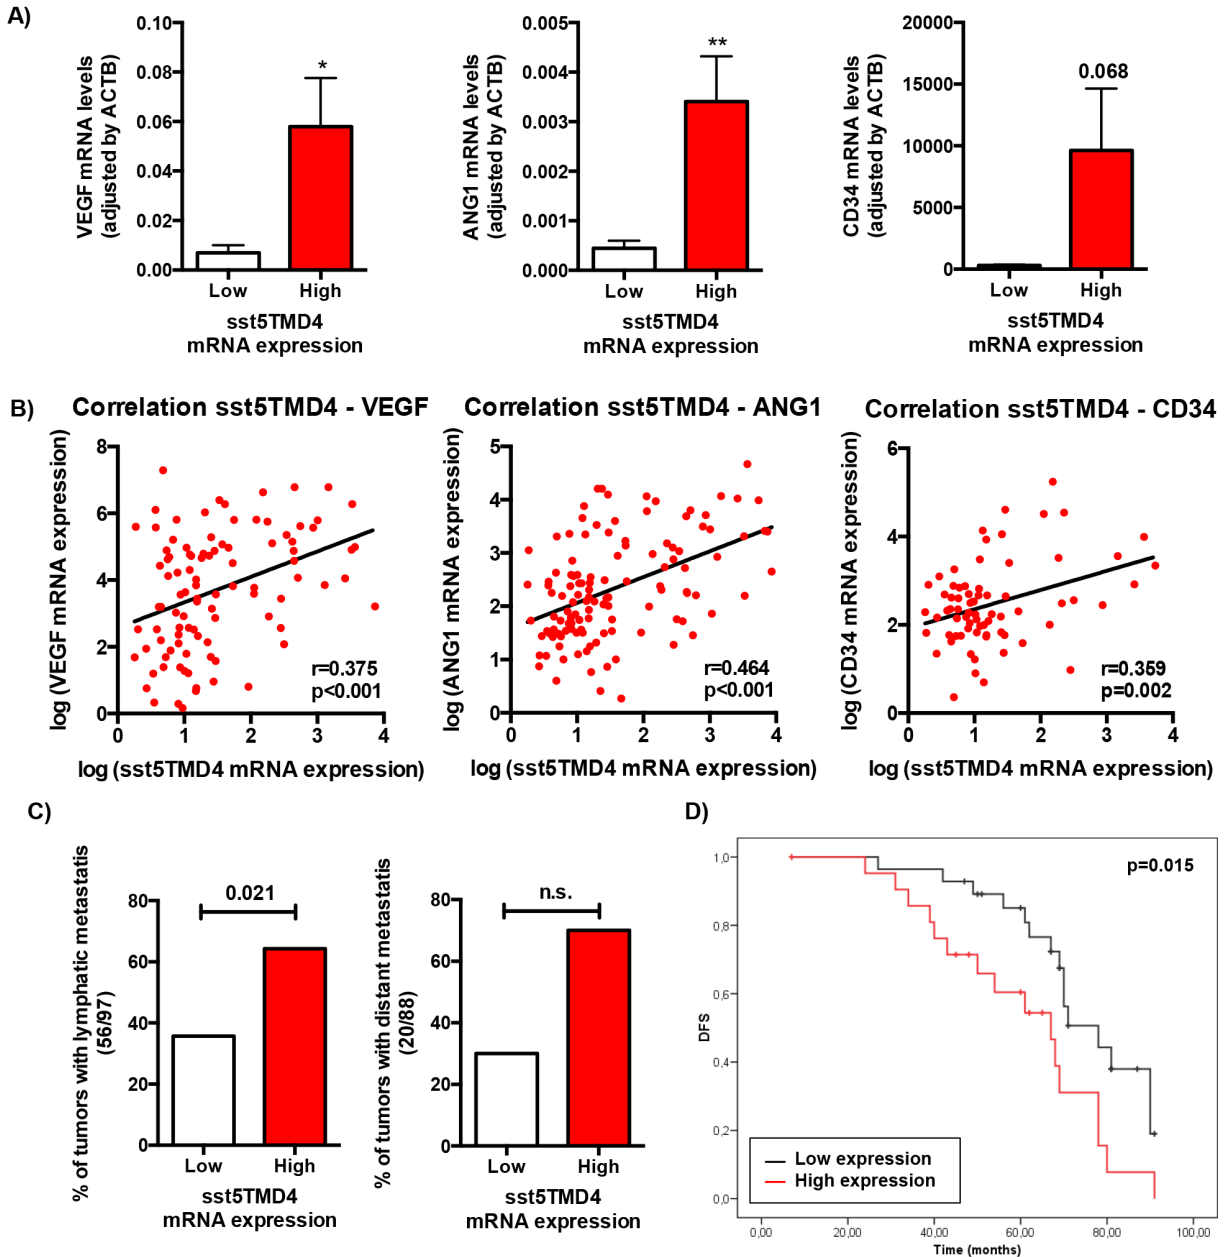 A)
VEGF mRNA levels
(adjusted by ACTB)
0.10
0.08
0.06
0.04
0.02
0.00
*
Low High
sst5TMD4
mRNA expression
ANG1 mRNA levels
(adjusted by ACTB)
0.005
0.004
0.003
0.002
0.001
0.000
**
Low High
sst5TMD4
mRNA expression
CD34 mRNA levels
(adjusted by ACTB)
20000
15000
10000
5000
0
0.068
Low High
sst5TMD4
mRNA expression
B)
Correlation sst5TMD4 - VEGF
log (VEGF mRNA expression)
8
6
4
2
0
r=0.375
p<0.001
0 1 2 3 4
log (sst5TMD4 mRNA expression)
Correlation sst5TMD4 - ANG1
log (ANG1 mRNA expression)
5
4
3
2
1
0
r=0.464
p<0.001
0 1 2 3 4
log (sst5TMD4 mRNA expression)
Correlation sst5TMD4 - CD34
log (CD34 mRNA expression)
6
4
2
0
r=0.359
p=0.002
0 1 2 3 4
log (sst5TMD4 mRNA expression)
C)
% of tumors with lymphatic metastatis
(56/97)
80
60
40
20
0
0.021
Low High
sst5TMD4
mRNA expression
% of tumors with distant metastatis
(20/88)
80
60
40
20
0
n.s.
Low High
sst5TMD4
mRNA expression
D)
p=0.015
DFS
1,0
0,8
0,6
0,4
0,2
0,0
Low expression
High expression
0,00 20,00 40,00 60,00 80,00 100,00
Time (months)